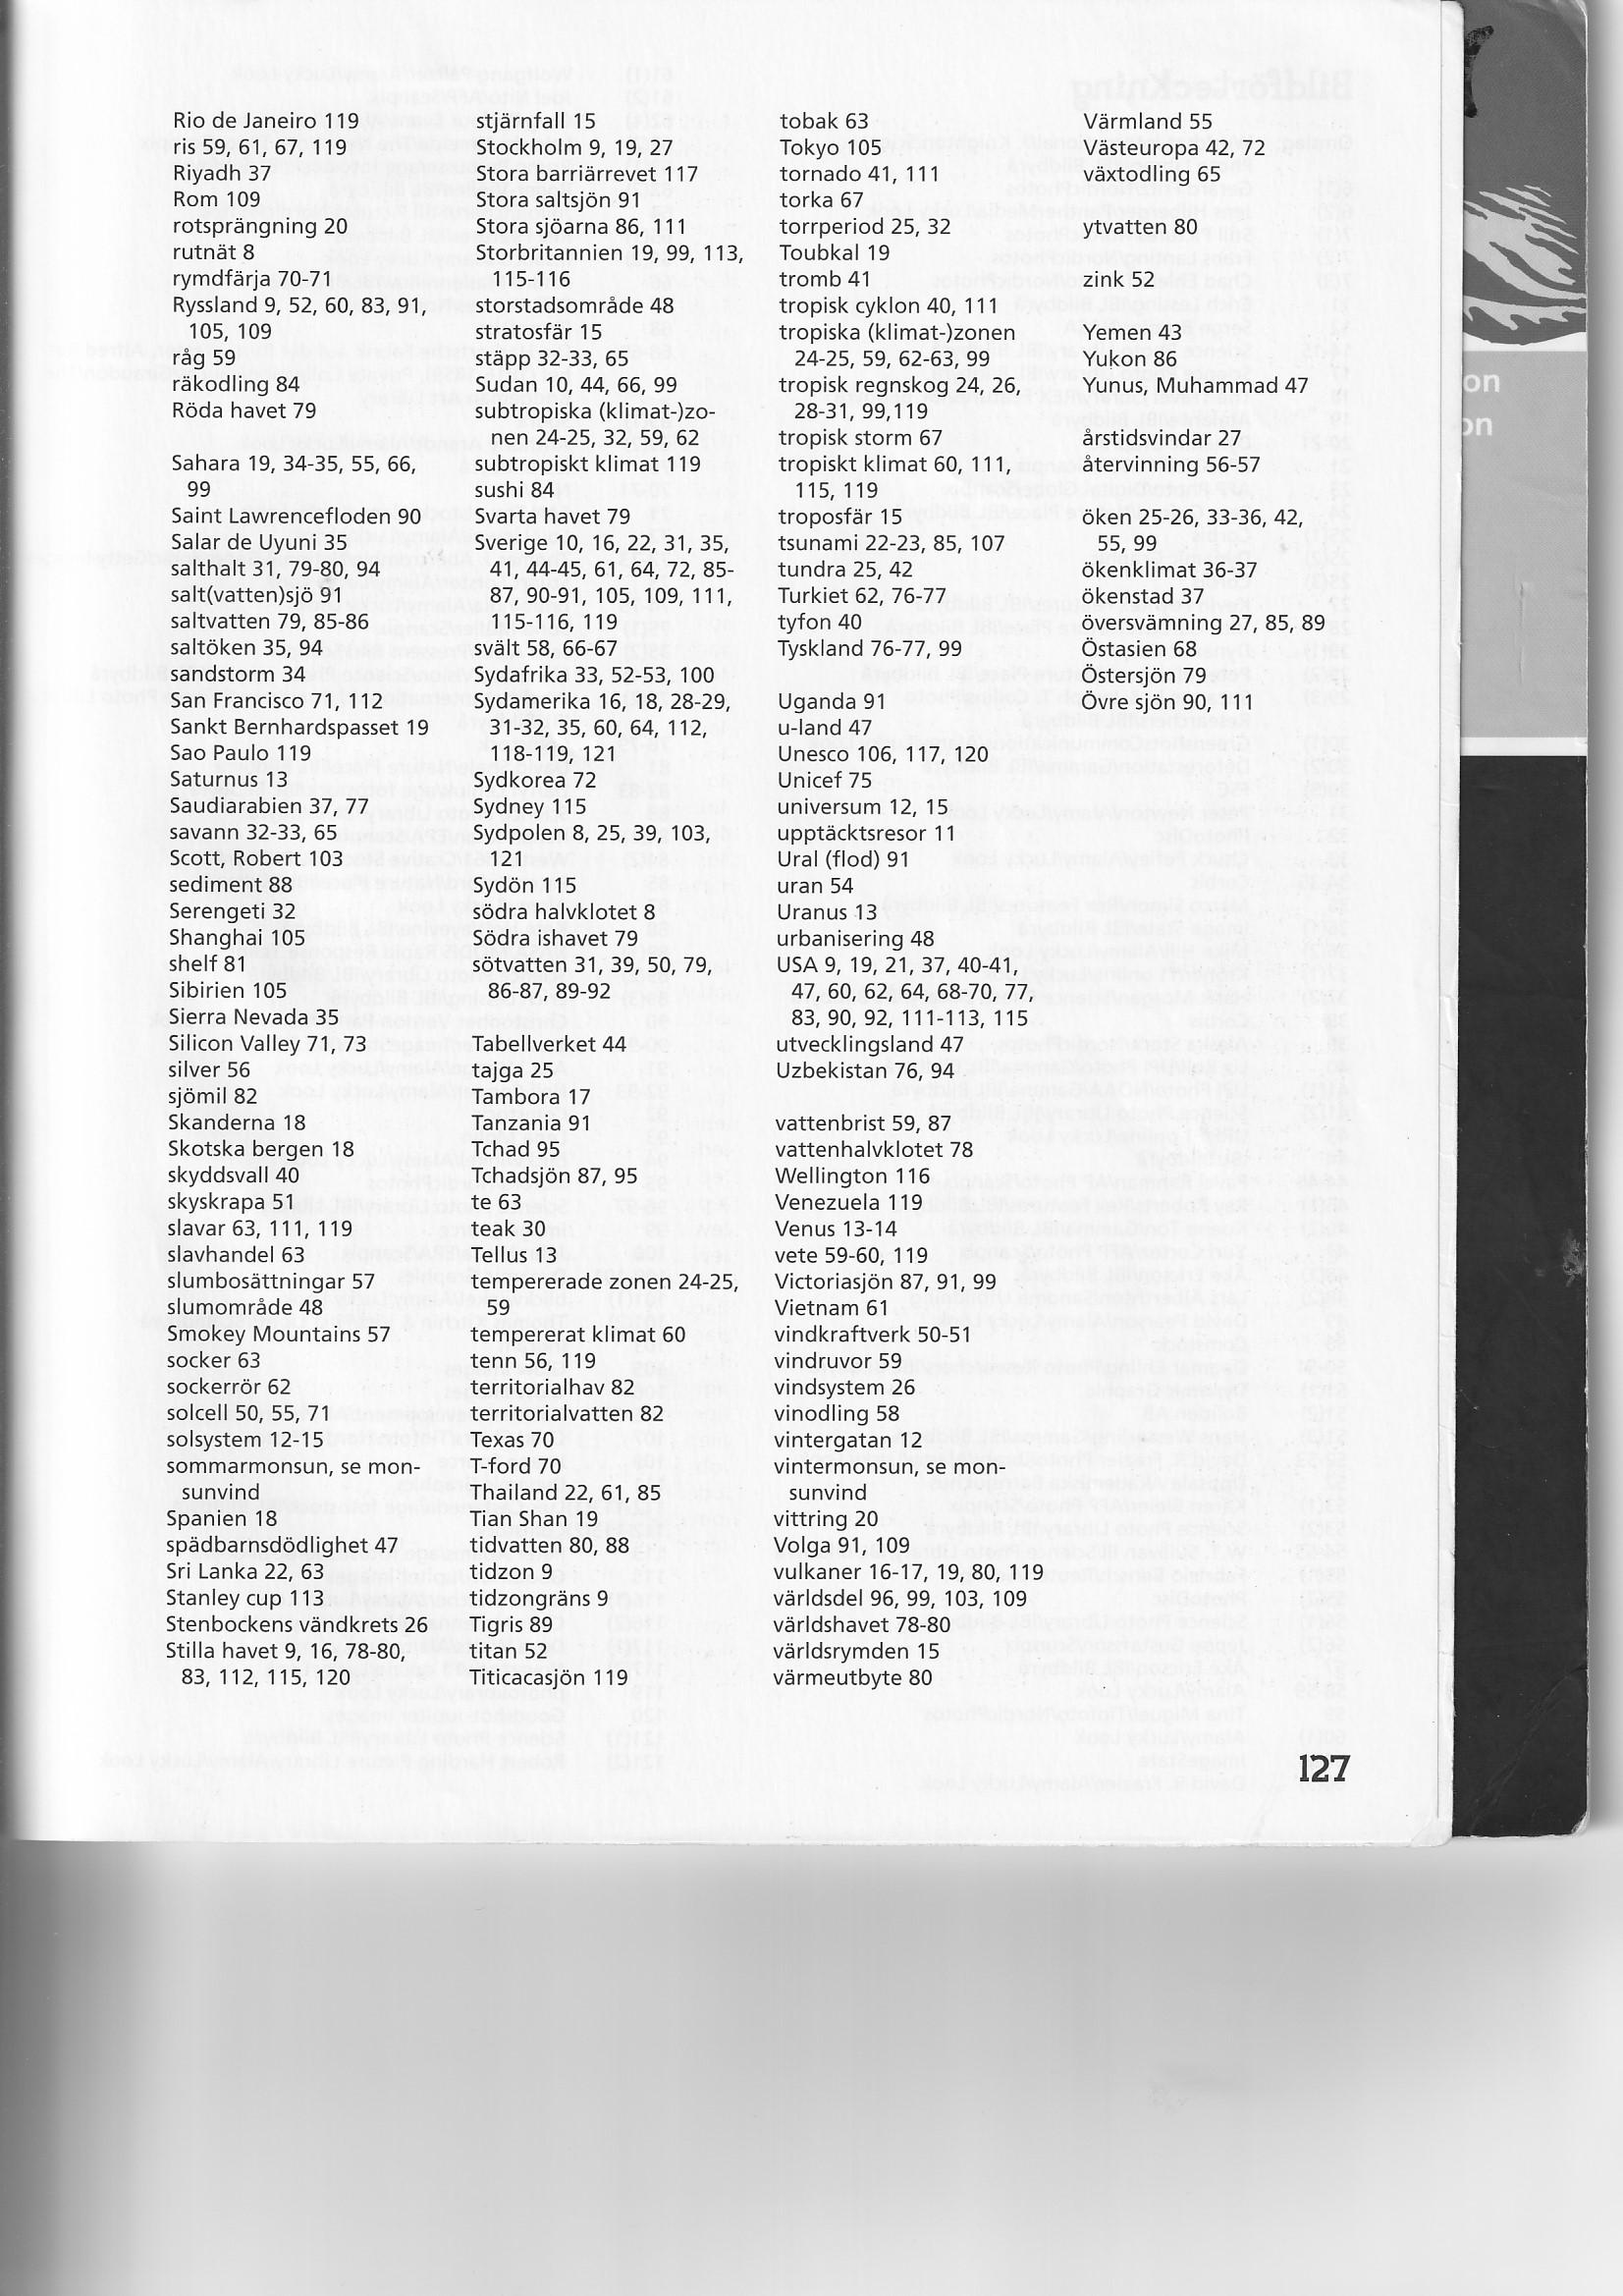 Rio de Janeiro 119
ris 59, 61, 67, 119
Riyadh 37
Rom 109
rotsprängning 20
rutnät 8
rymdfärja 70-71
Ryssland 9, 52, 60, 83, 91,
105, 109
råg 59
räkodling 84
Röda havet 79
Sahara 19, 34-35, 55, 66,
99
Saint Lawrencefloden 90
Salar de Uyuni 35
salthalt 31, 79-80, 94
salt(vatten)sjö 91
saltvatten 79, 85-86
saltöken 35, 94
sandstorm 34
San Francisco 71, 112
Sankt Bernhardspasset 19
Sao Paulo 119
Saturnus 13
Saudiarabien 37, 77
savann 32-33, 65
Scott, Robert 103
sediment 88
Serengeti 32
Shanghai 105
shelf 81
Sibirien 105
Sierra Nevada 35
Silicon Valley 71, 73
silver 56
sjömil 82
Skanderna 18
Skotska bergen 18
skyddsvall 40
skyskrapa 51
slavar 63, 111, 119
slavhandel 63
slumbosättningar 57
slumområde 48
Smokey Mountains 57
socker 63
sockerrör 62
solcell 50, 55, 71
solsystem 12-15
sommarmonsun, se mon-
sunvind
Spanien 18
spädbarnsdödlighet 47
Sri Lanka 22, 63
Stanley cup 113
Stenbockens vändkrets 26
Stilla havet 9, 16, 78-80,
83, 112, 115, 120
stjärnfall 15
Stockholm 9, 19, 27
Stora barriärrevet 117
Stora saltsjön 91
Stora sjöarna 86, 111
Storbritannien 19, 99, 113,
115-116
storstadsområde 48
stratosfär 15
stäpp 32-33, 65
Sudan 10, 44, 66, 99
subtropiska (klimat-)zo-
nen 24-25, 32, 59, 62
subtropiskt klimat 119
sushi 84
Svarta havet 79
Sverige 10, 16, 22, 31, 35,
41, 44-45, 61, 64, 72, 85-
87, 90-91, 105, 109, 111,
115-116, 119
svält 58, 66-67
Sydafrika 33, 52-53, 100
Sydamerika 16, 18, 28-29,
31-32, 35, 60, 64, 112,
118-119, 121
Sydkorea 72
Sydney 115
Sydpolen 8, 25, 39, 103,
121
Sydön 115
södra halvklotet 8
Södra ishavet 79
sötvatten 31, 39, 50, 79,
86-87, 89-92
Tabellverket 44
tajga 25
Tambora 17
Tanzania 91
Tchad 95
Tchadsjön 87, 95
te 63
teak 30
Tellus 13
tempererade zonen 24-25,
59
tempererat klimat 60
tenn 56, 119
territorialhav 82
territorialvatten 82
Texas 70
T-ford 70
Thailand 22, 61, 85
Tian Shan 19
tidvatten 80, 88
tidzon 9
tidzongräns 9
Tigris 89
titan 52
Titicacasjön 119
tobak 63
Tokyo 105
tornado 41, 111
torka 67
torrperiod 25, 32
Toubkal 19
tromb 41
tropisk cyklon 40, 111
tropiska (klimat-)zonen
24-25, 59, 62-63, 99
tropisk regnskog 24, 26,
28-31, 99,119
tropisk storm 67
tropiskt klimat 60, 111,
115, 119
troposfär 15
tsunami 22-23, 85, 107
tundra 25, 42
Turkiet 62, 76-77
tyfon 40
Tyskland 76-77, 99
Uganda 91
u-land 47
Unesco 106, 117, 120
Unicef 75
universum 12, 15
upptäcktsresor 11
Ural (flod) 91
uran 54
Uranus 13
urbanisering 48
USA 9, 19, 21, 37, 40-41,
47, 60, 62, 64, 68-70, 77,
83, 90, 92, 111-113, 115
utvecklingsland 47
Uzbekistan 76, 94
vattenbrist 59, 87
vattenhalvklotet 78
Wellington 116
Venezuela 119
Venus 13-14
vete 59-60, 119
Victoriasjön 87, 91, 99
Vietnam 61
vindkraftverk 50-51
vindruvor 59
vindsystem 26
vinodling 58
vintergatan 12
vintermonsun, se mon-
sunvind
vittring 20
Volga 91, 109
vulkaner 16-17, 19, 80, 119
världsdel 96, 99, 103, 109
världshavet 78-80
världsrymden 15
värmeutbyte 80
Värmland 55
Västeuropa 42, 72
växtodling 65
ytvatten 80
zink 52
Yemen 43
Yukon 86
Yunus, Muhammad 47
årstidsvindar 27
återvinning 56-57
öken 25-26, 33-36, 42,
55, 99
ökenklimat 36-37
ökenstad 37
översvämning 27, 85, 89
Östasien 68
Östersjön 79
Övre sjön 90, 111
127
on
on